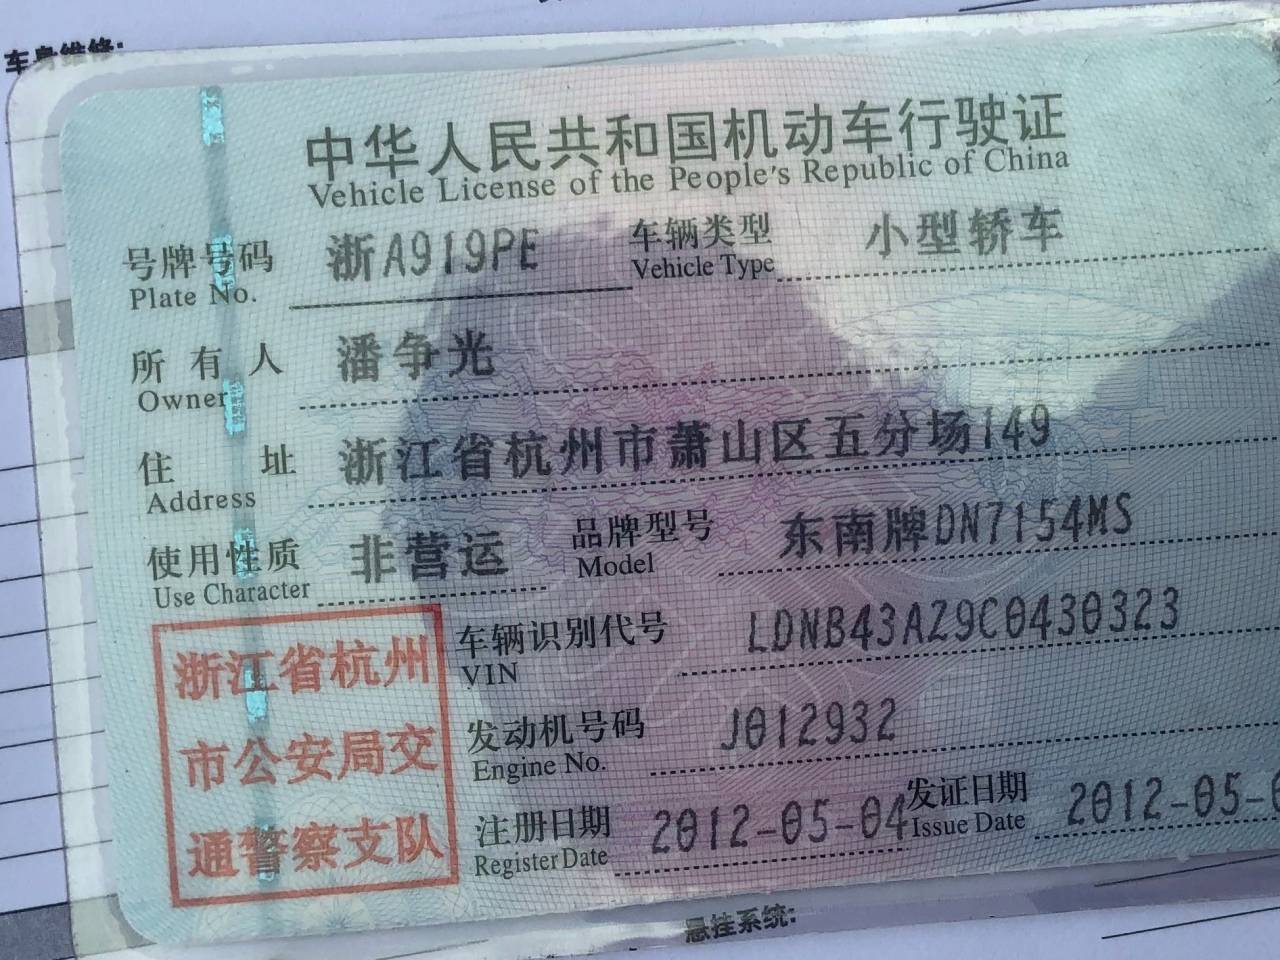 车身维修:
中华人民共和国机动车行驶证
Vehicle License of the People's Republic of China
号牌号码 浙A919PE 车辆类型 小型轿车
Plate No. Vehicle Type
所有人 潘争光
Owner
住址 浙江省杭州市萧山区五分场149
Address
使用性质 非营运 品牌型号 东南牌DN7154MS
Use Character Model
车辆识别代号 LDNB43AZ9C0430323
VIN
发动机号码 J012932
Engine No.
注册日期 2012-05-04 发证日期 2012-05-
Register Date Issue Date
浙江省杭州
市公安局交
通警察支队
悬挂系统: